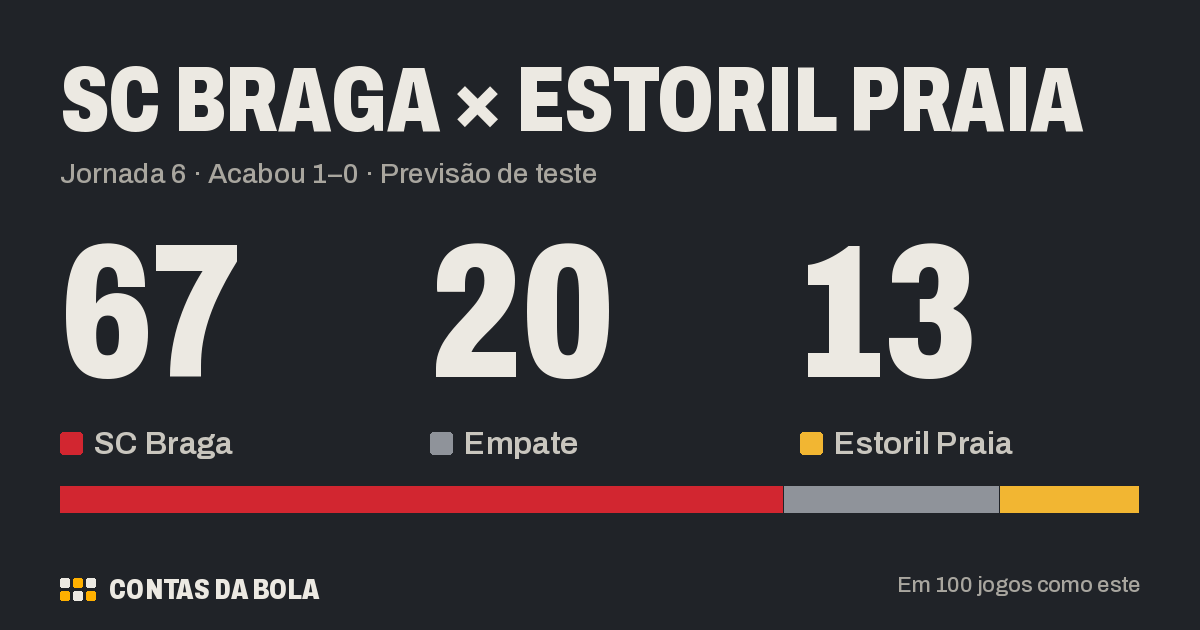 SC BRAGA × ESTORIL PRAIA
Jornada 6 · Acabou 1–0 · Previsão de teste
67 20 13
SC Braga Empate Estoril Praia
CONTAS DA BOLA Em 100 jogos como este